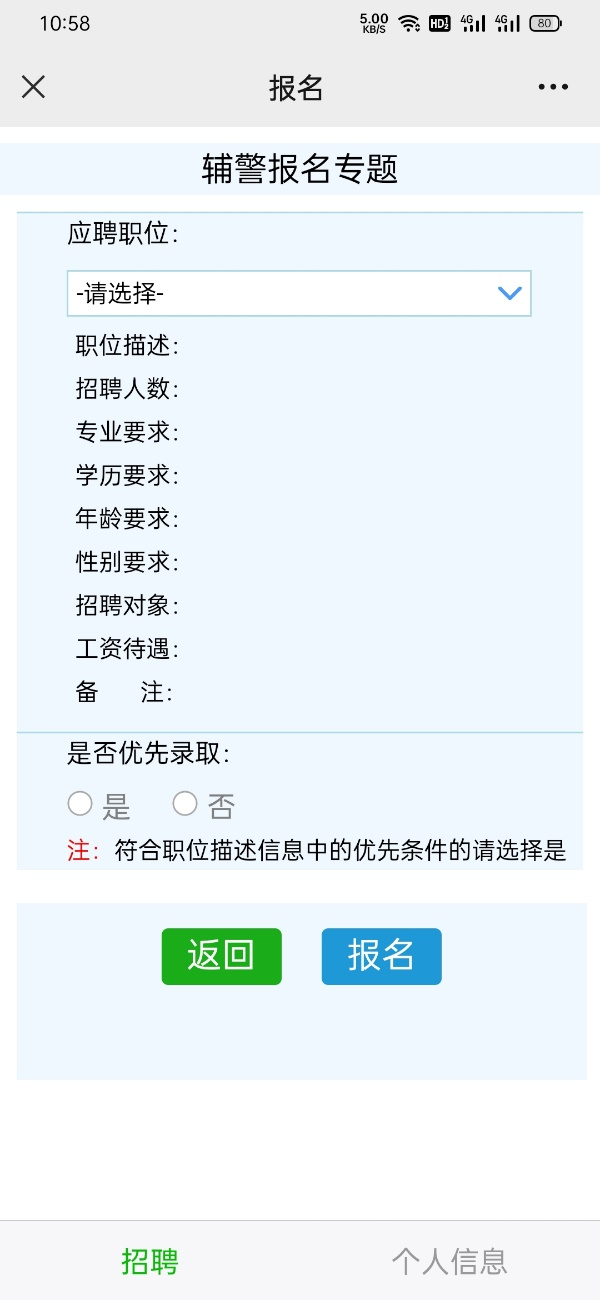 10:58
5.00 KB/S HD 4G 4G 80
报名
辅警报名专题
应聘职位：
-请选择-
职位描述：
招聘人数：
专业要求：
学历要求：
年龄要求：
性别要求：
招聘对象：
工资待遇：
备 注：
是否优先录取：
是 否
注：符合职位描述信息中的优先条件的请选择是
返回 报名
招聘 个人信息